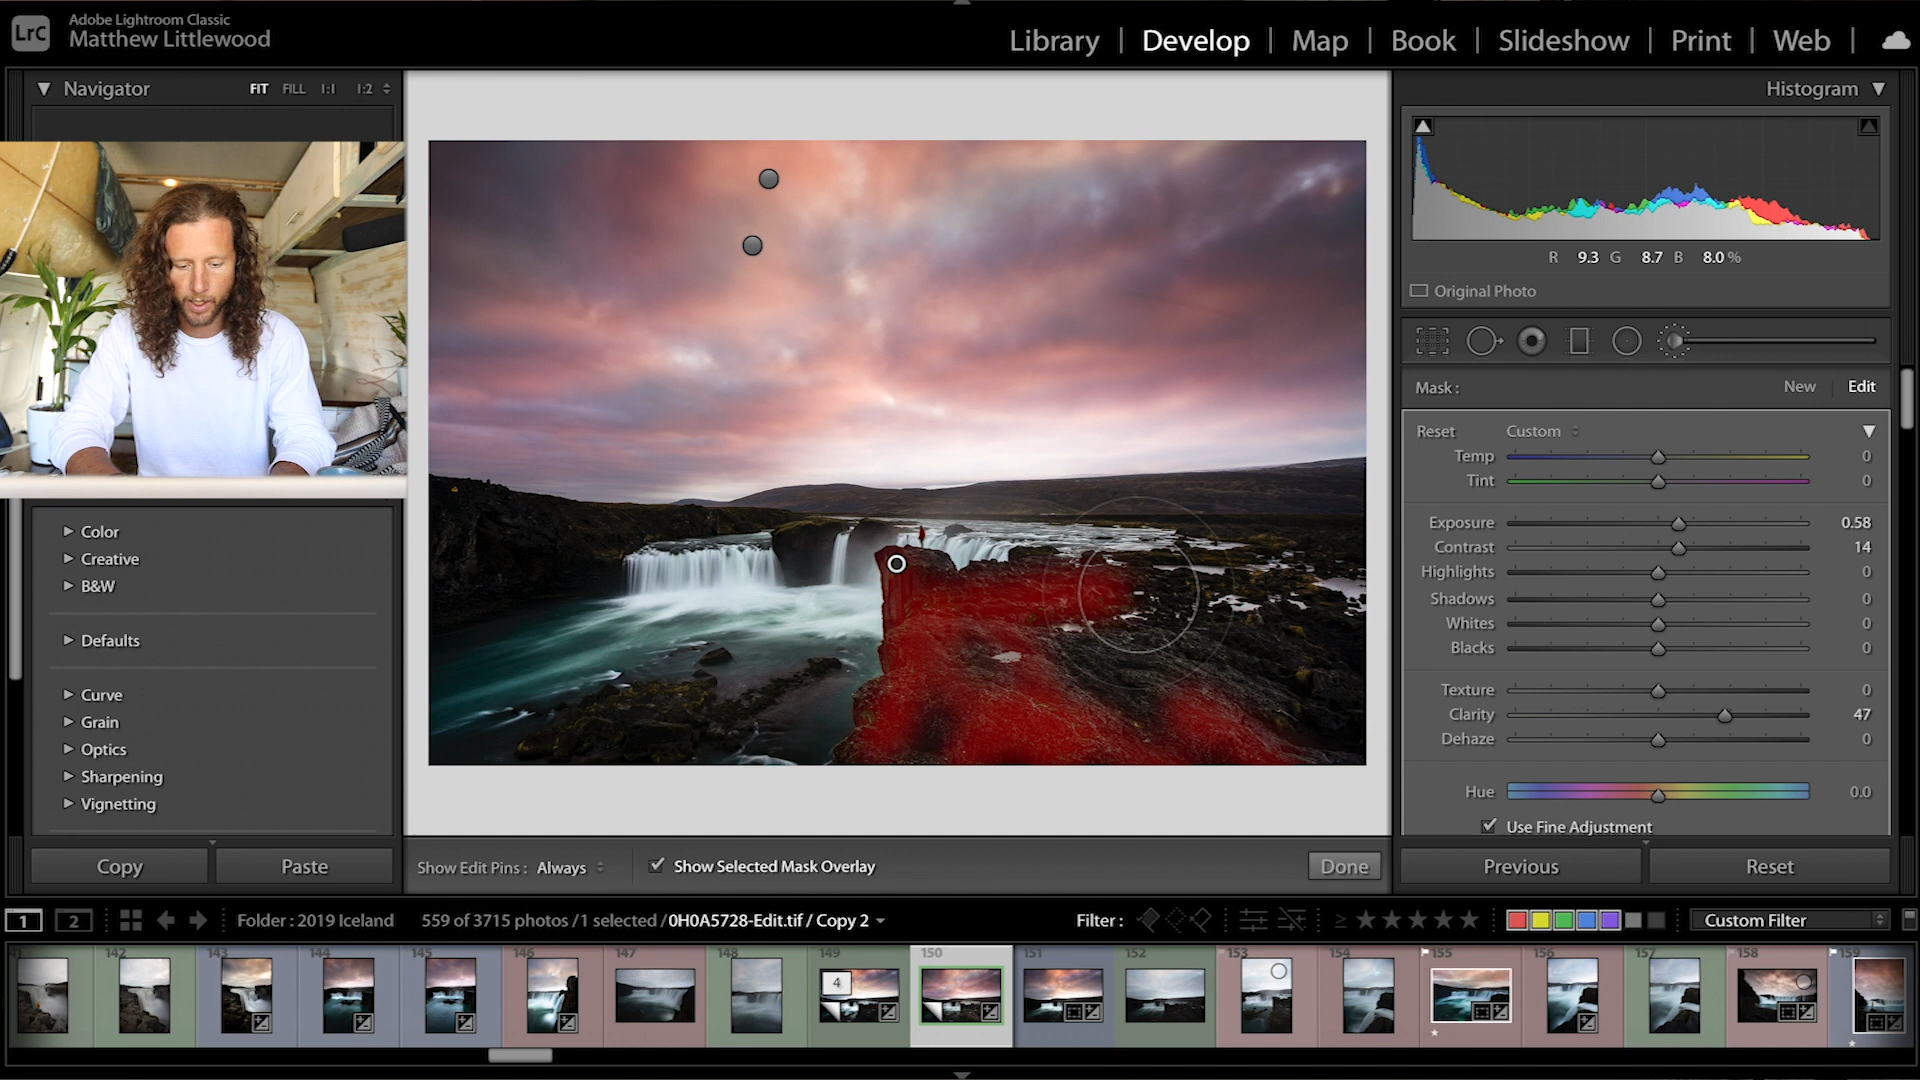 LrC
Adobe Lightroom Classic
Matthew Littlewood
Library | Develop | Map | Book | Slideshow | Print | Web |
Navigator FIT FILL 1:1 1:2
Histogram
R 9.3 G 8.7 B 8.0 %
Original Photo
Mask : New Edit
Reset Custom
Temp 0
Tint 0
Exposure 0.58
Contrast 14
Highlights 0
Shadows 0
Whites 0
Blacks 0
Texture 0
Clarity 47
Dehaze 0
Hue 0.0
Use Fine Adjustment
Color
Creative
B&W
Defaults
Curve
Grain
Optics
Sharpening
Vignetting
Copy Paste
Show Edit Pins : Always Show Selected Mask Overlay Done
Previous Reset
1 2 Folder : 2019 Iceland 559 of 3715 photos / 1 selected / 0H0A5728-Edit.tif / Copy 2 Filter : ≥ ★ ★ ★ ★ ★ Custom Filter
142 143 144 145 146 147 148 149 150 151 152 153 154 155 156 157 158 159
4